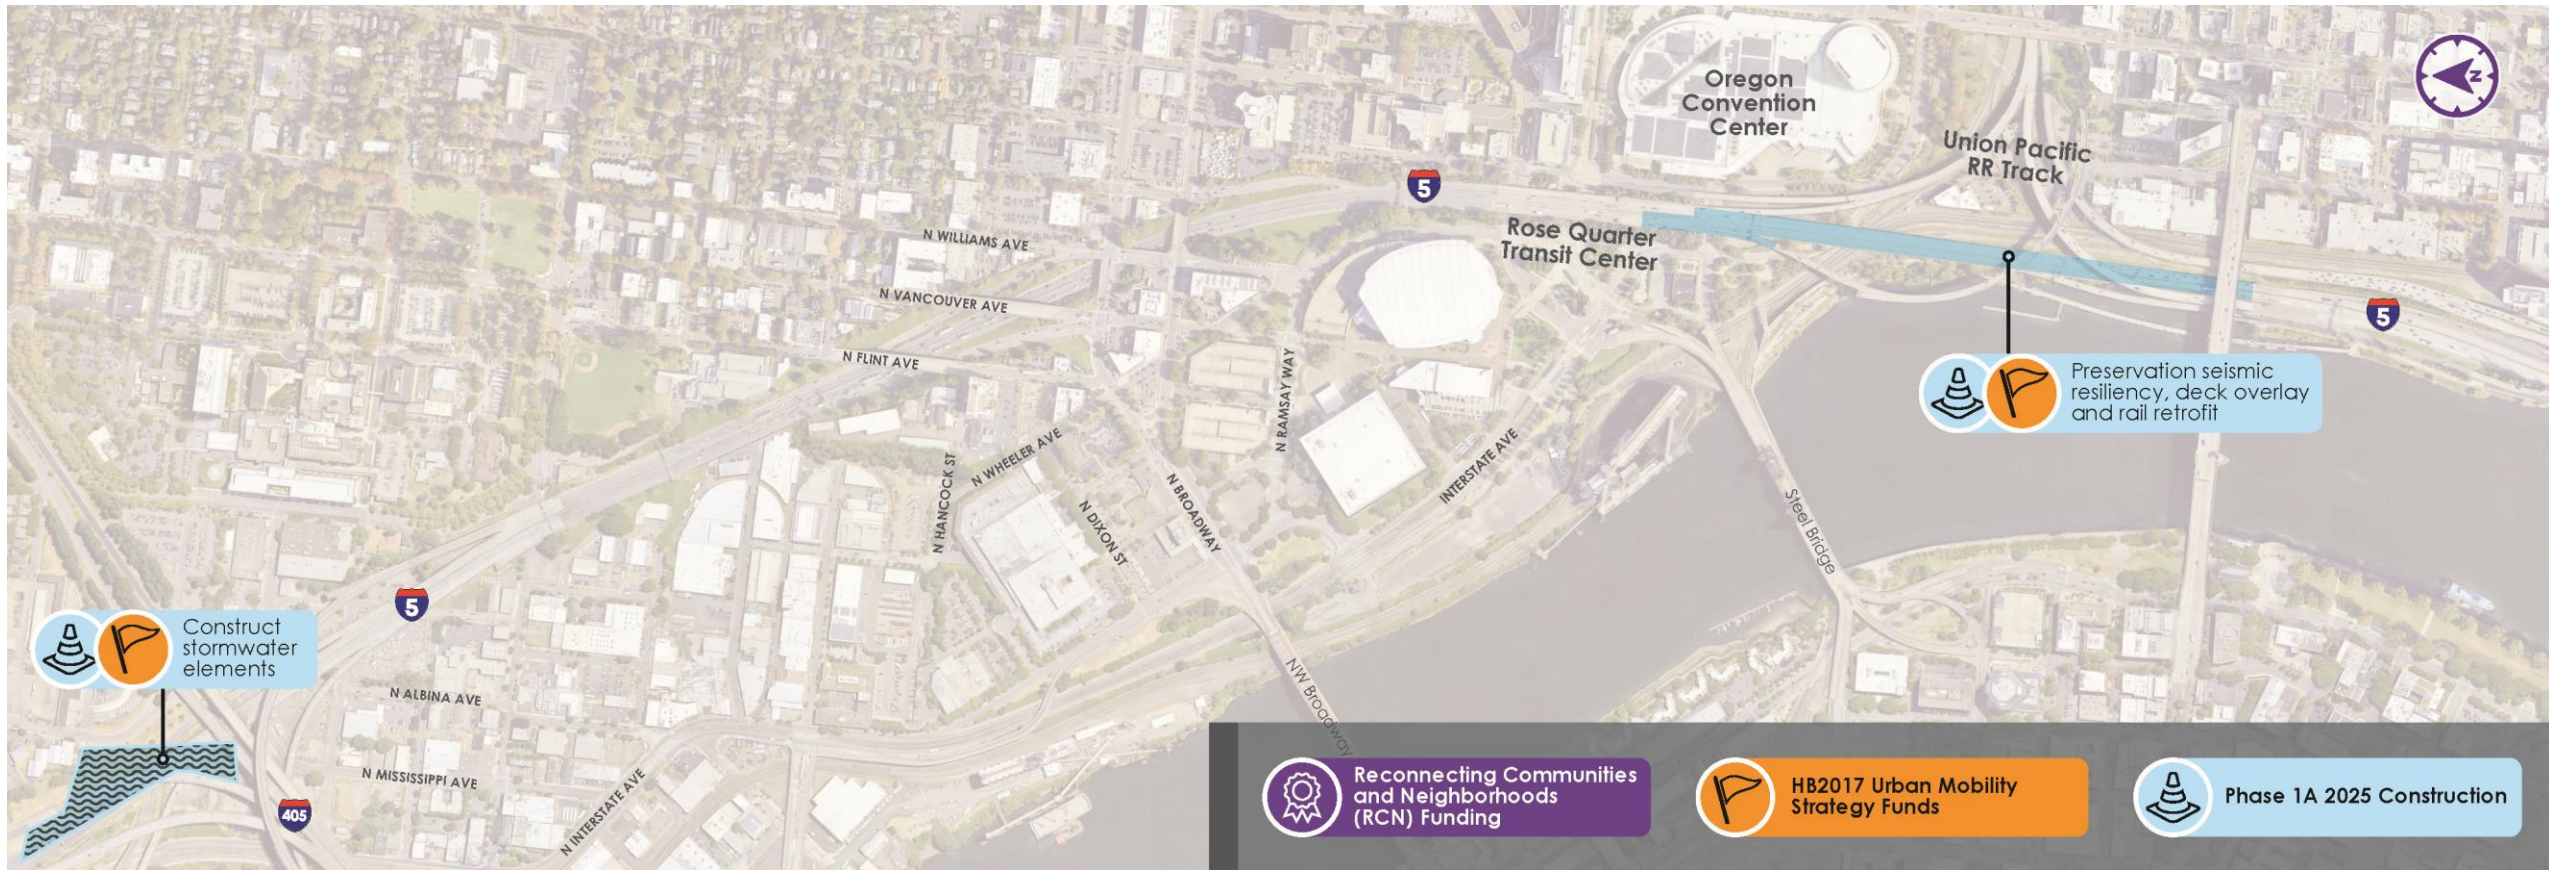 Oregon
Convention
Center
Union Pacific
RR Track
N
5
Rose Quarter
Transit Center
N WILLIAMS AVE
N VANCOUVER AVE
N FLINT AVE
5
Preservation seismic
resiliency, deck overlay
and rail retrofit
N RAMSAY WAY
N HANCOCK ST
N WHEELER AVE
N DIXON ST
N BROADWAY
INTERSTATE AVE
Steel Bridge
5
Construct
stormwater
elements
N ALBINA AVE
N MISSISSIPPI AVE
405
N INTERSTATE AVE
NW Broadway
Reconnecting Communities
and Neighborhoods
(RCN) Funding
HB2017 Urban Mobility
Strategy Funds
Phase 1A 2025 Construction